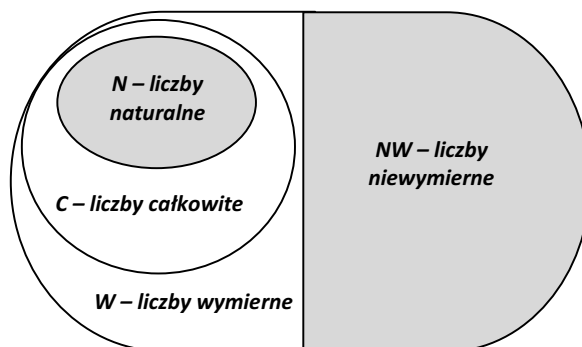 N – liczby
naturalne
NW – liczby
niewymierne
C – liczby całkowite
W – liczby wymierne